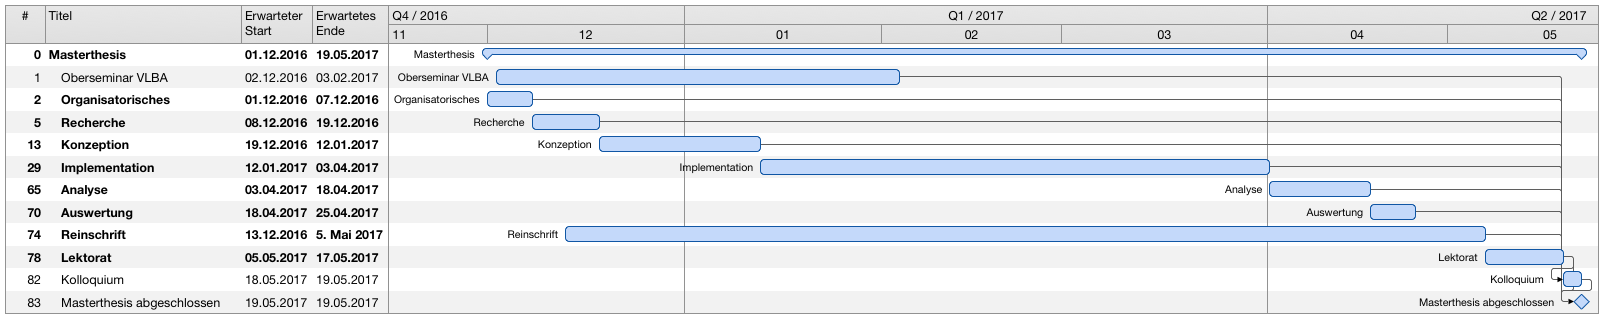 # Titel Erwarteter Start Erwartetes Ende Q4 / 2016 Q1 / 2017 Q2 / 2017
11 12 01 02 03 04 05
0 Masterthesis 01.12.2016 19.05.2017 Masterthesis
1 Oberseminar VLBA 02.12.2016 03.02.2017 Oberseminar VLBA
2 Organisatorisches 01.12.2016 07.12.2016 Organisatorisches
5 Recherche 08.12.2016 19.12.2016 Recherche
13 Konzeption 19.12.2016 12.01.2017 Konzeption
29 Implementation 12.01.2017 03.04.2017 Implementation
65 Analyse 03.04.2017 18.04.2017 Analyse
70 Auswertung 18.04.2017 25.04.2017 Auswertung
74 Reinschrift 13.12.2016 5. Mai 2017 Reinschrift
78 Lektorat 05.05.2017 17.05.2017 Lektorat
82 Kolloquium 18.05.2017 19.05.2017 Kolloquium
83 Masterthesis abgeschlossen 19.05.2017 19.05.2017 Masterthesis abgeschlossen